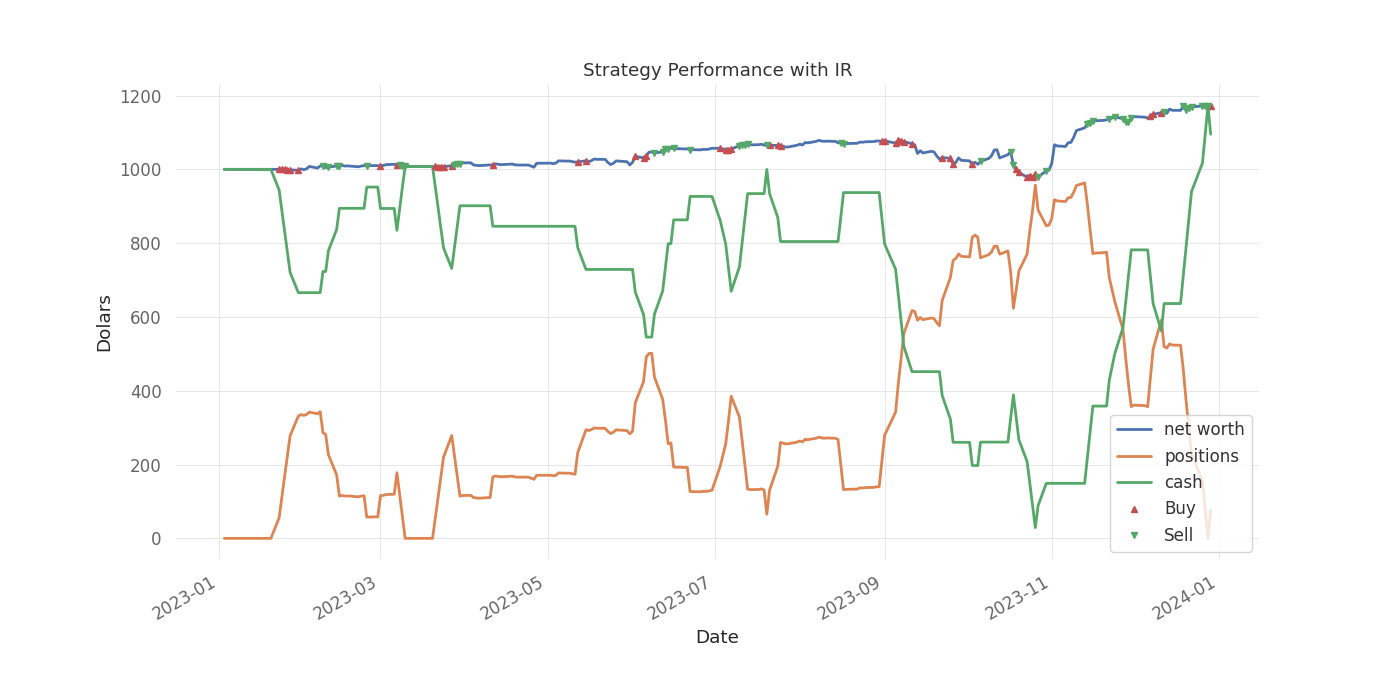 Strategy Performance with IR
1200
1000
800
600
400
200
0
Dolars
2023-01
2023-03
2023-05
2023-07
2023-09
2023-11
2024-01
Date
net worth
positions
cash
Buy
Sell